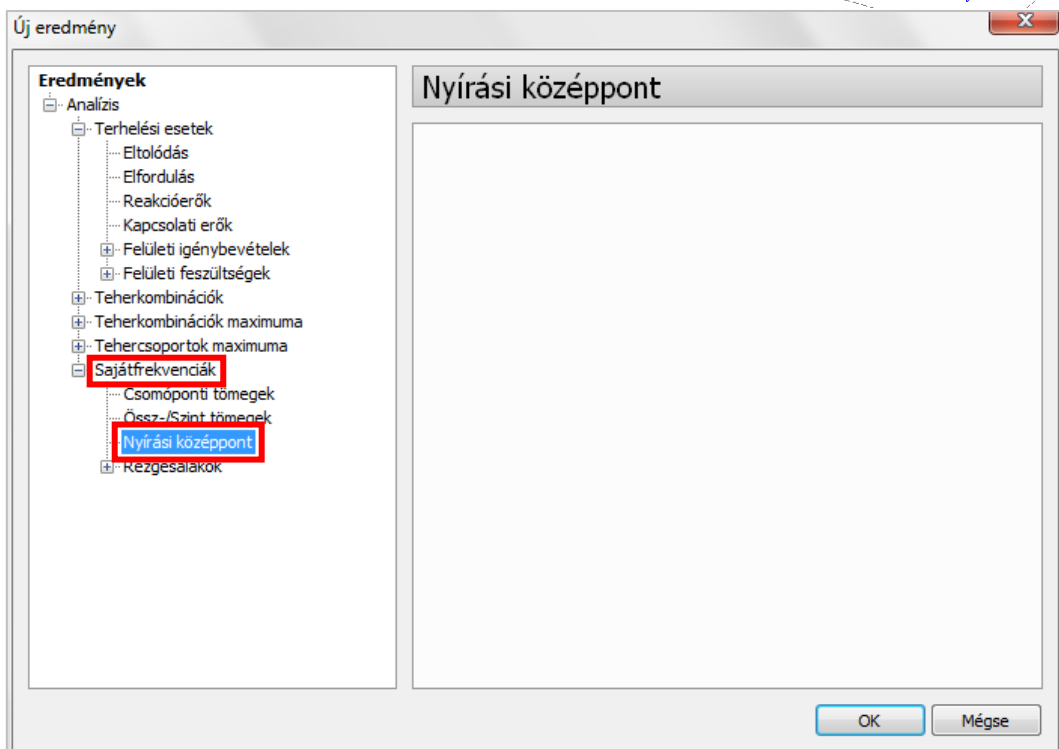 Új eredmény
Eredmények
Analízis
Terhelési esetek
Eltolódás
Elfordulás
Reakcióerők
Kapcsolati erők
Felületi igénybevételek
Felületi feszültségek
Teherkombinációk
Teherkombinációk maximuma
Tehercsoportok maximuma
Sajátfrekvenciák
Csomóponti tömegek
Össz-/Szint tömegek
Nyírási középpont
Rezgésalakok
Nyírási középpont
OK
Mégse